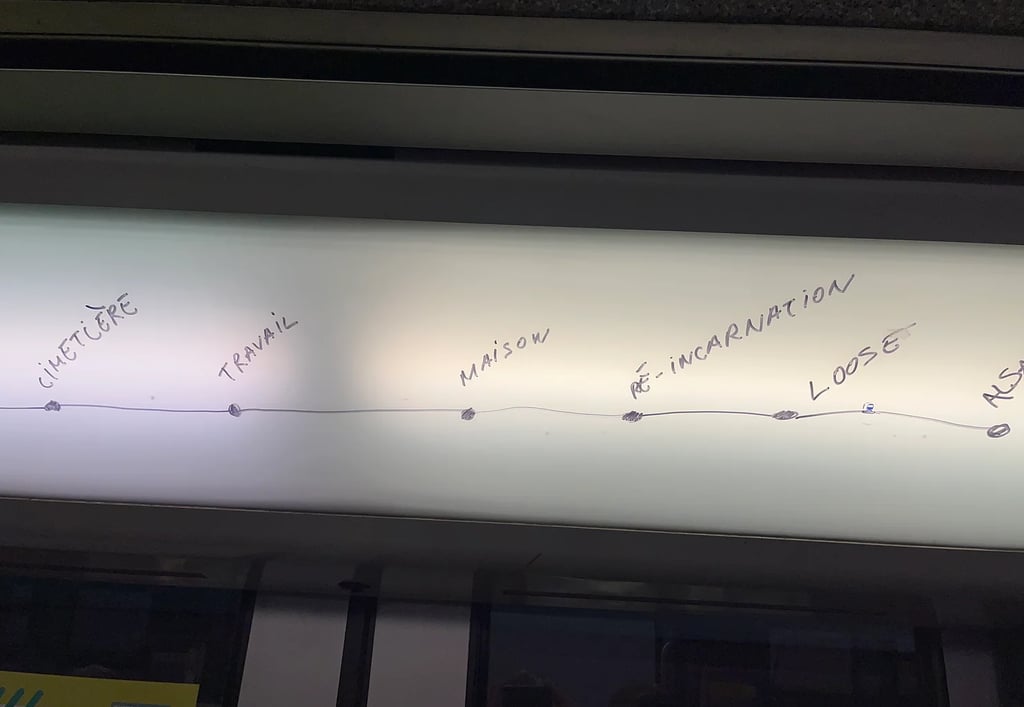 CIMETIÈRE
TRAVAIL
MAISON
RÉ-INCARNATION
LOOSE